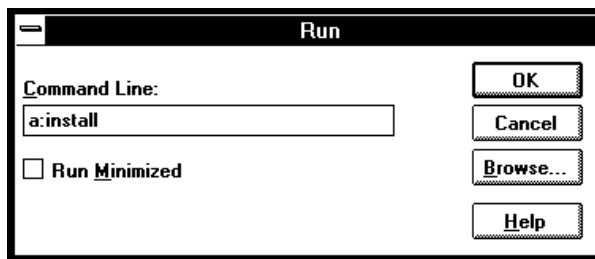 Run
Command Line:
a:install
Run Minimized
OK
Cancel
Browse...
Help